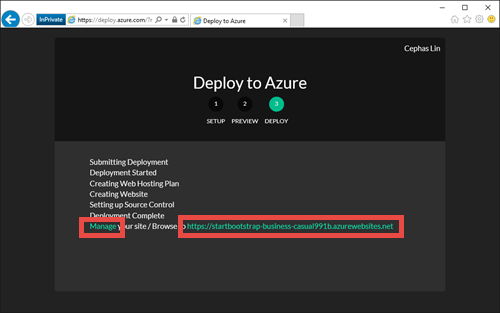 InPrivate https://deploy.azure.com/?r Deploy to Azure
Cephas Lin
Deploy to Azure
1 2 3
SETUP PREVIEW DEPLOY
Submitting Deployment
Deployment Started
Creating Web Hosting Plan
Creating Website
Setting up Source Control
Deployment Complete
Manage your site / Browse to https://startbootstrap-business-casual991b.azurewebsites.net